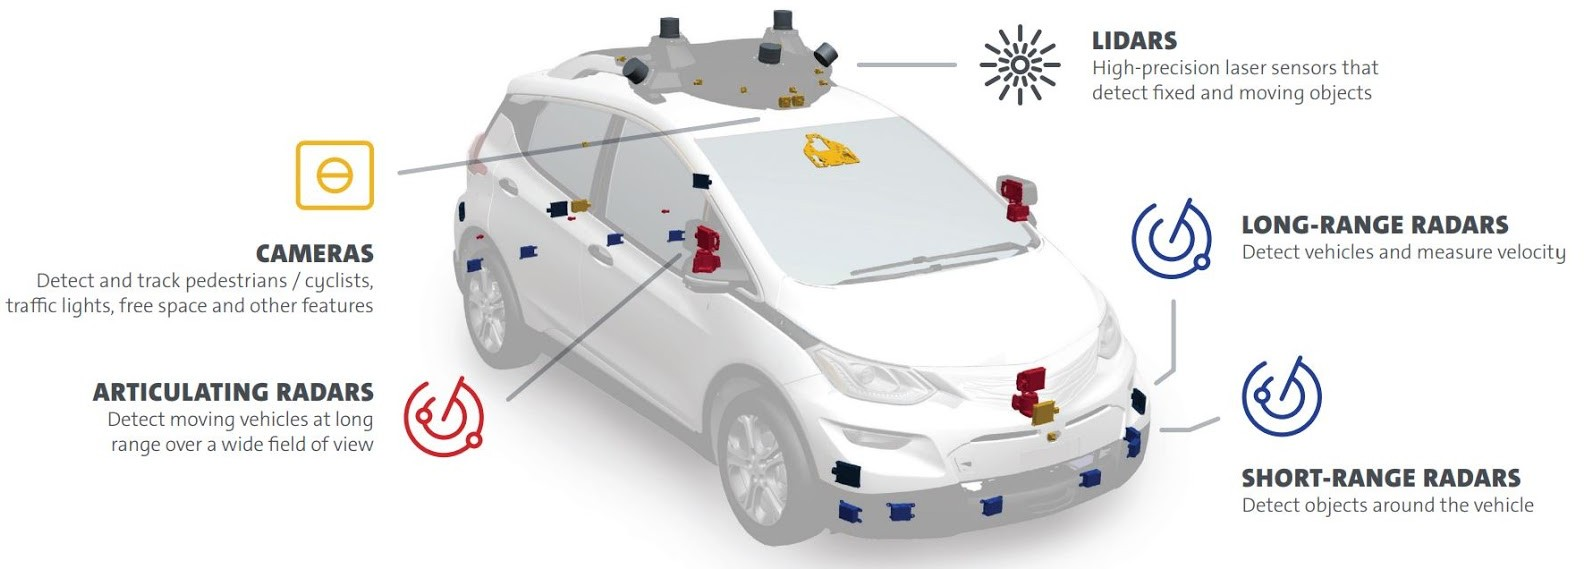 LIDARS
High-precision laser sensors that
detect fixed and moving objects
CAMERAS
Detect and track pedestrians / cyclists,
traffic lights, free space and other features
LONG-RANGE RADARS
Detect vehicles and measure velocity
ARTICULATING RADARS
Detect moving vehicles at long
range over a wide field of view
SHORT-RANGE RADARS
Detect objects around the vehicle